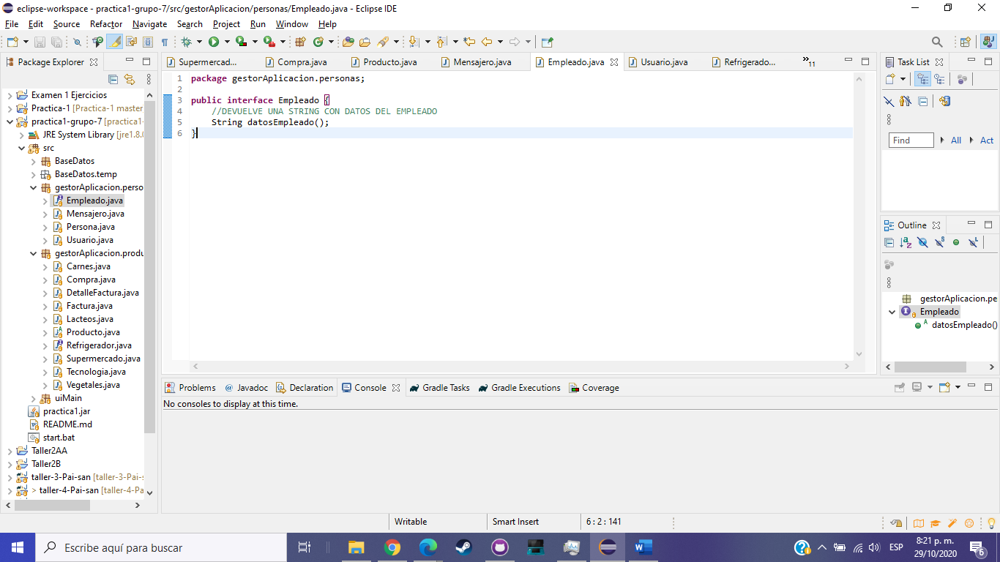 eclipse-workspace - practica1-grupo-7/src/gestorAplicacion/personas/Empleado.java - Eclipse IDE
File Edit Source Refactor Navigate Search Project Run Window Help
Package Explorer
Examen 1 Ejercicios
Practica-1 [Practica-1 master
practica1-grupo-7 [practica1-
JRE System Library [jre1.8.0
src
BaseDatos
BaseDatos.temp
gestorAplicacion.perso
Empleado.java
Mensajero.java
Persona.java
Usuario.java
gestorAplicacion.produ
Carnes.java
Compra.java
DetalleFactura.java
Factura.java
Lacteos.java
Producto.java
Refrigerador.java
Supermercado.java
Tecnologia.java
Vegetales.java
uiMain
practica1.jar
README.md
start.bat
Taller2AA
Taller2B
taller-3-Pai-san [taller-3-Pai-s
> taller-4-Pai-san [taller-4-Pa
Supermercad... Compra.java Producto.java Mensajero.java Empleado.java Usuario.java Refrigerado... »11
1 package gestorAplicacion.personas;
2
3 public interface Empleado {
4 //DEVUELVE UNA STRING CON DATOS DEL EMPLEADO
5 String datosEmpleado();
6 }
Task List
Find All Act
Outline
gestorAplicacion.pe
Empleado
datosEmpleado()
Problems @ Javadoc Declaration Console Gradle Tasks Gradle Executions Coverage
No consoles to display at this time.
Writable Smart Insert 6 : 2 : 141
Escribe aquí para buscar
ESP
8:21 p. m.
29/10/2020
6